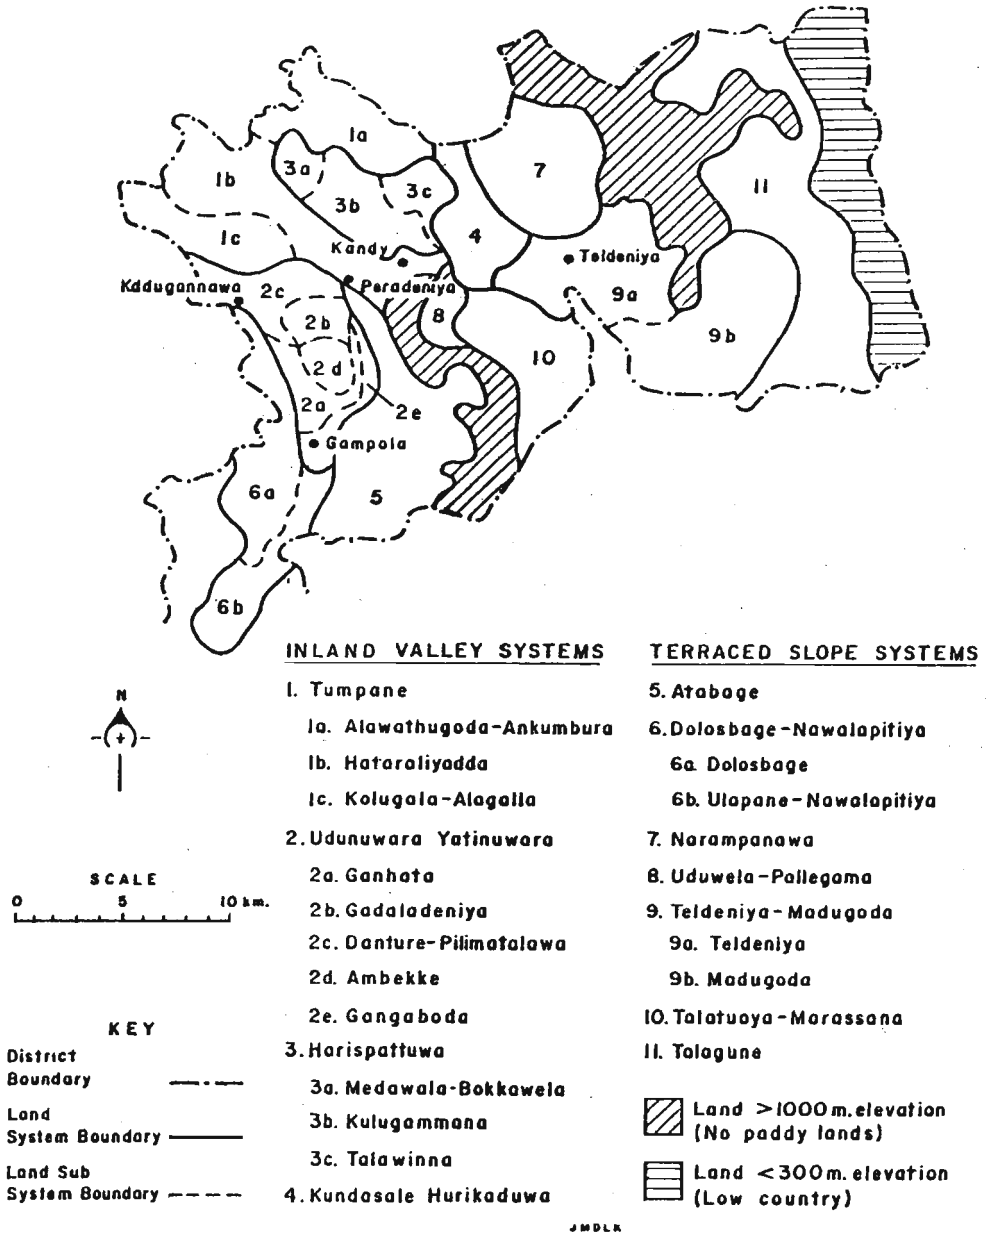 1a
7
3a
1b
3c
11
3b
1c
4
Kandy
Teldeniya
Kadugannawa
2c
Peradeniya
9a
2b
8
9b
10
2d
2a
2e
Gampola
6a
5
6b
INLAND VALLEY SYSTEMS
1. Tumpane
1a. Alawathugoda-Ankumbura
1b. Hataraliyadda
1c. Kolugala-Alagalla
2. Udunuwara Yatinuwara
2a. Ganhata
2b. Gadaladeniya
2c. Danture-Pilimatalawa
2d. Ambekke
2e. Gangaboda
3. Harispattuwa
3a. Medawala-Bokkawela
3b. Kulugammana
3c. Talawinna
4. Kundasale Hurikaduwa
TERRACED SLOPE SYSTEMS
5. Atabage
6. Dolosbage-Nawalapitiya
6a. Dolosbage
6b. Ulapane-Nawalapitiya
7. Narampanawa
8. Uduwela-Pallegama
9. Teldeniya-Madugoda
9a. Teldeniya
9b. Madugoda
10. Talatuoya-Marassana
11. Talagune
Land >1000 m. elevation
(No paddy lands)
Land <300 m. elevation
(Low country)
N
SCALE
0 5 10 km.
KEY
District
Boundary
Land
System Boundary
Land Sub
System Boundary
JMDLK